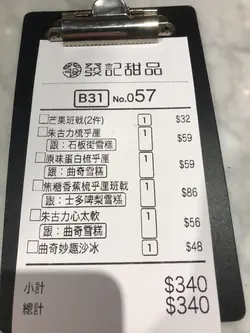 發記甜品
B31 No.057
□芒果班戟(2件) 1 $32
□朱古力梳乎厘 1 $59
跟：石板街雪糕
□原味蛋白梳乎厘 1 $59
跟：曲奇雪糕
□焦糖香蕉梳乎厘班戟 1 $86
跟：士多啤梨雪糕
□朱古力心太軟 1 $56
跟：曲奇雪糕
□曲奇妙趣沙冰 1 $48
小計 $340
總計 $340